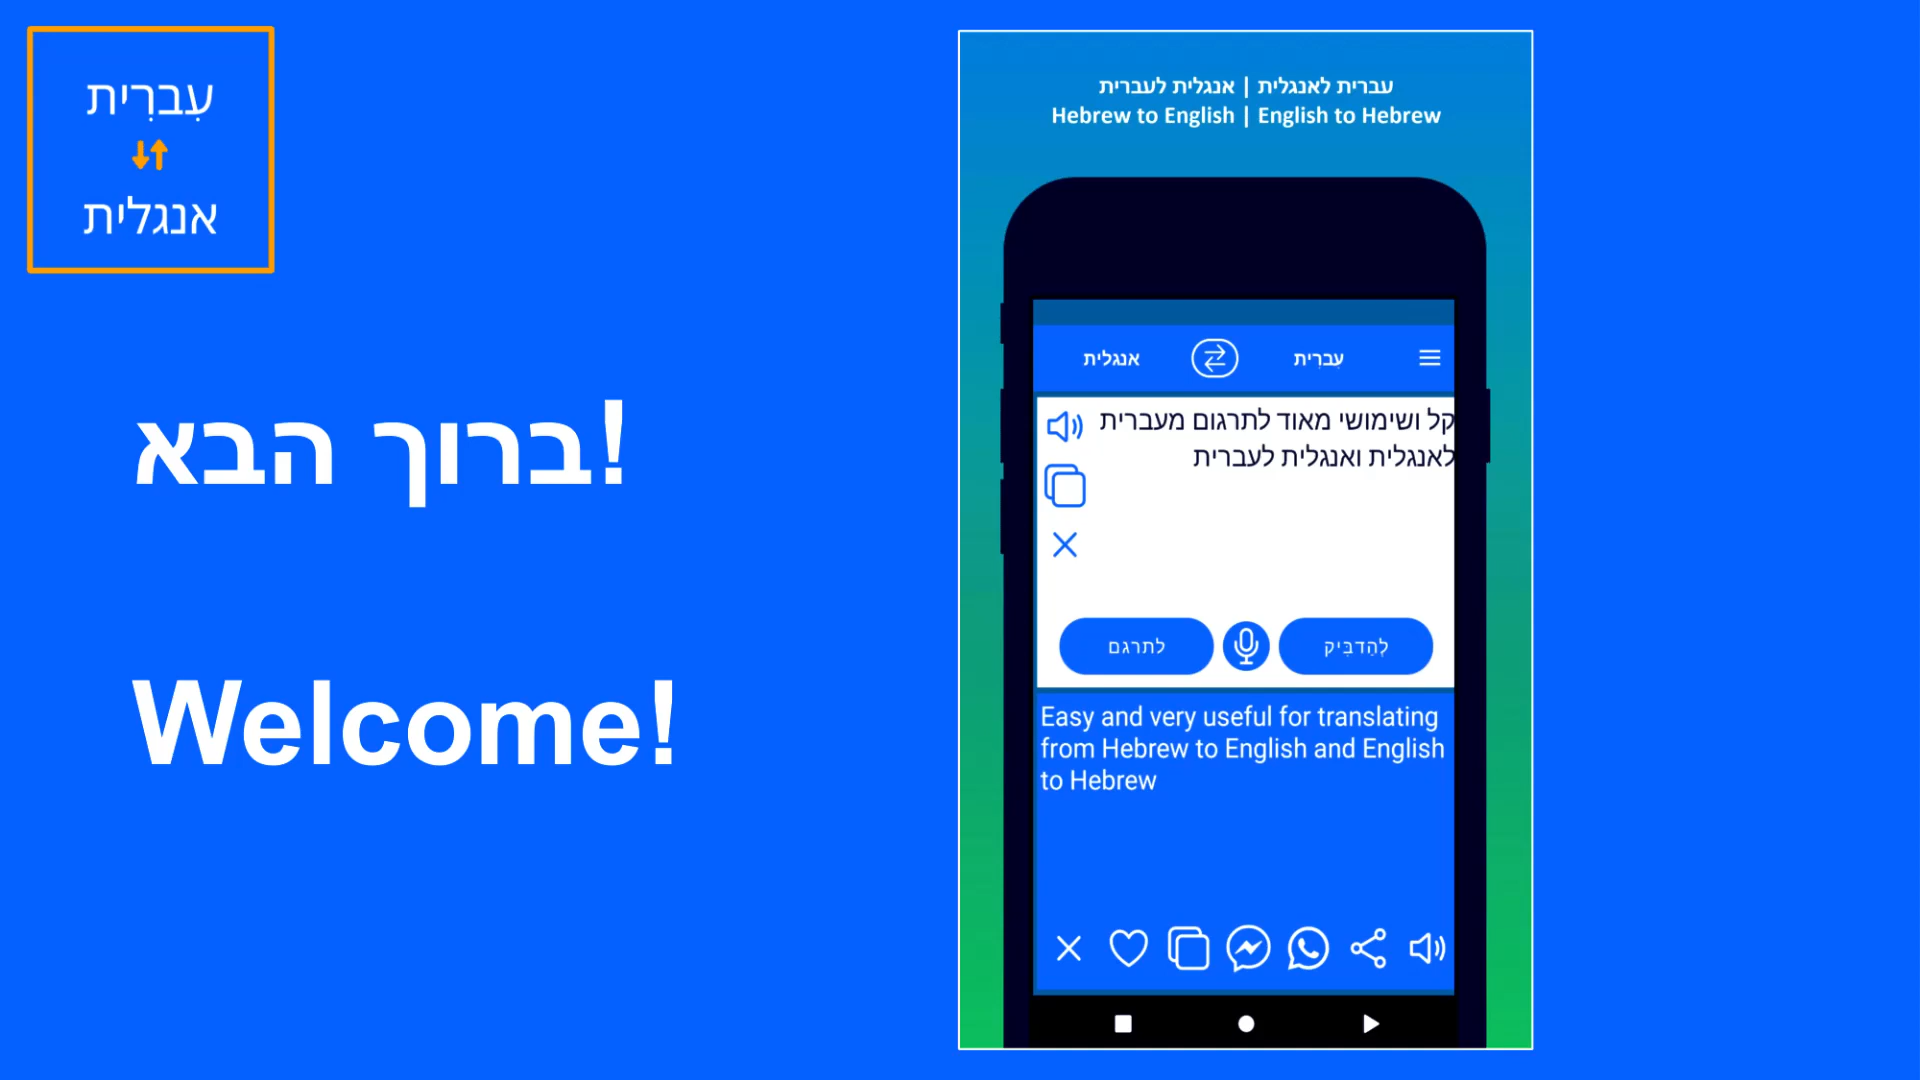 עִברִית
אנגלית
ברוך הבא!
Welcome!
עברית לאנגלית | אנגלית לעברית
Hebrew to English | English to Hebrew
אנגלית
עִברִית
קל ושימושי מאוד לתרגום מעברית
לאנגלית ואנגלית לעברית
לתרגם
לְהַדבִּיק
Easy and very useful for translating
from Hebrew to English and English
to Hebrew